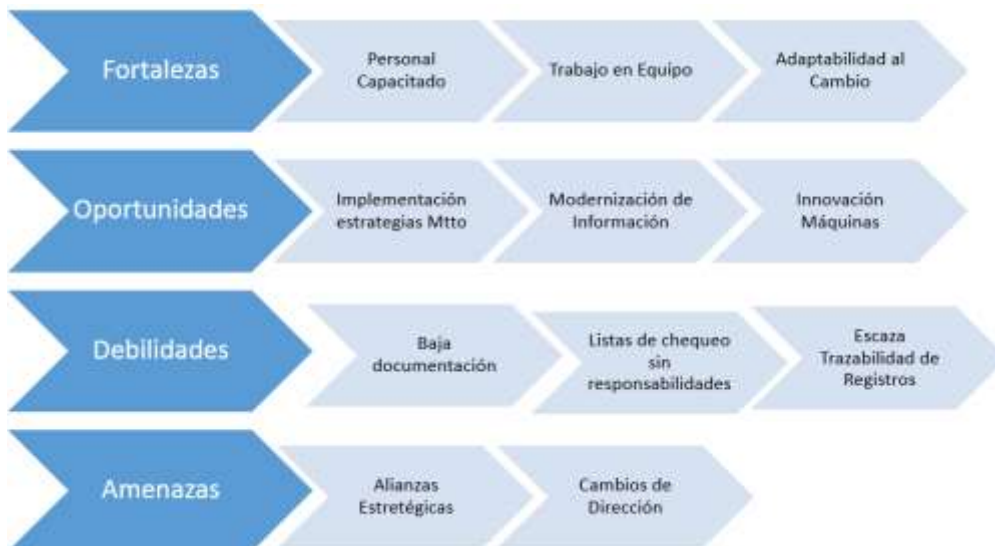 Fortalezas
Personal
Capacitado
Trabajo en Equipo
Adaptabilidad al
Cambio
Oportunidades
Implementación
estrategias Mtto
Modernización de
Información
Innovación
Máquinas
Debilidades
Baja
documentación
Listas de chequeo
sin
responsabilidades
Escaza
Trazabilidad de
Registros
Amenazas
Alianzas
Estretégicas
Cambios de
Dirección